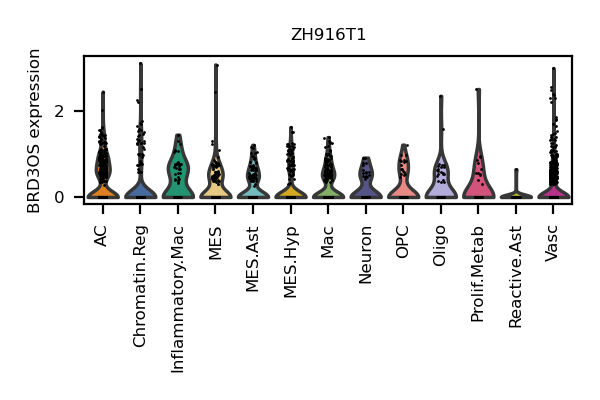 ZH916T1
BRD3OS expression
2
0
AC
Chromatin.Reg
Inflammatory.Mac
MES
MES.Ast
MES.Hyp
Mac
Neuron
OPC
Oligo
Prolif.Metab
Reactive.Ast
Vasc